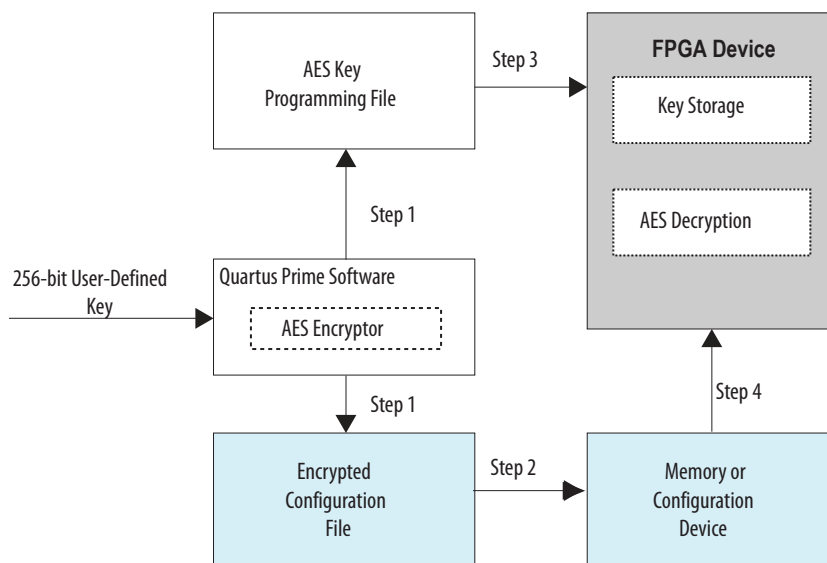 AES Key
Programming File
Step 3
FPGA Device
Key Storage
AES Decryption
Step 1
256-bit User-Defined
Key
Quartus Prime Software
AES Encryptor
Step 1
Step 4
Encrypted
Configuration
File
Step 2
Memory or
Configuration
Device